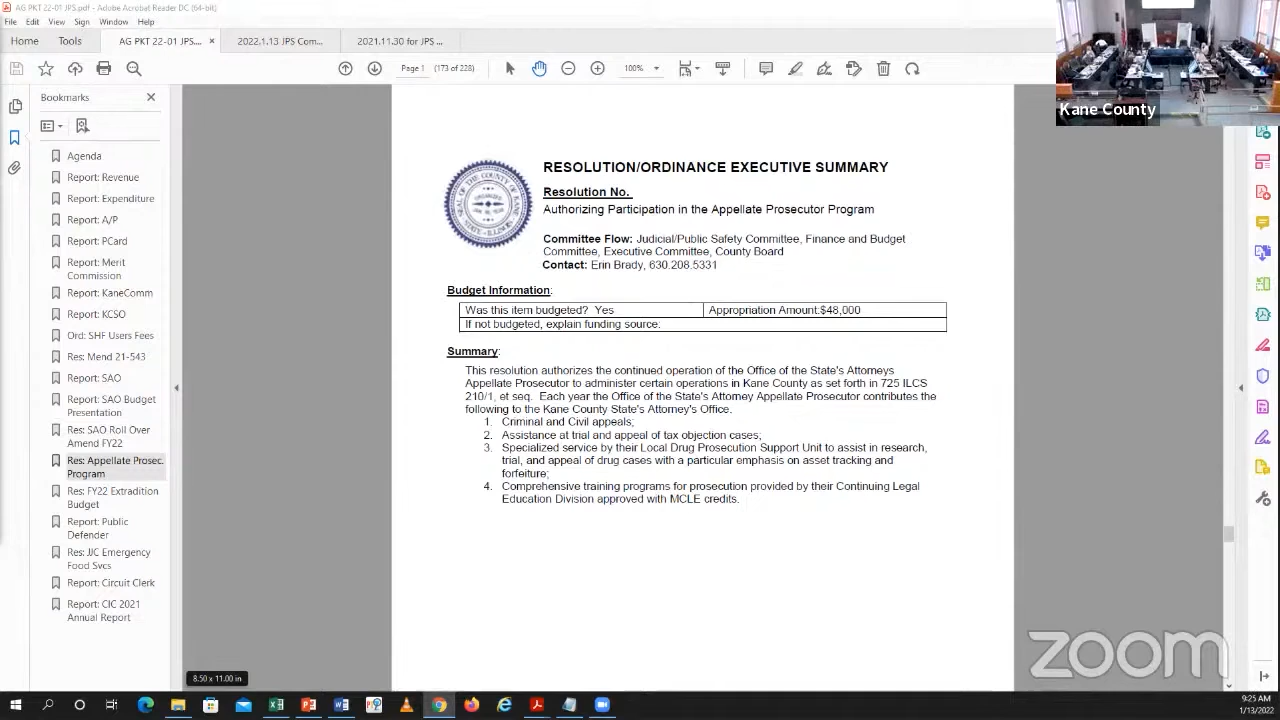 AG PKT 22-01 JPS.pdf - Adobe Acrobat Reader DC (64-bit)
File Edit View Sign Window Help
Home Tools AG PKT 22-01 JPS... × 2022.1.13 JPS Com... 2021.11.30 for JPS ...
Page 1 (173 of 228) 100%
Kane County
Bookmarks
Agenda
Report: Revenue
Report: Expenditure
Report: A/P
Report: PCard
Report: Merit
Commission
Report: KaneComm
Report: KCSO
Ord: SHF Users Fees
Res: Mend 21-543
Report: SAO
Report: SAO Budget
Presentation
Res: SAO Roll Over
Amend FY22
Res: Appellate Prosec.
Program
Res: FY22 Extradition
Budget
Report: Public
Defender
Res: JJC Emergency
Food Svcs
Report: Circuit Clerk
Report: CIC 2021
Annual Report
RESOLUTION/ORDINANCE EXECUTIVE SUMMARY
Resolution No.
Authorizing Participation in the Appellate Prosecutor Program
Committee Flow: Judicial/Public Safety Committee, Finance and Budget
Committee, Executive Committee, County Board
Contact: Erin Brady, 630.208.5331
Budget Information:
Was this item budgeted? Yes Appropriation Amount:$48,000
If not budgeted, explain funding source:
Summary:
This resolution authorizes the continued operation of the Office of the State's Attorneys
Appellate Prosecutor to administer certain operations in Kane County as set forth in 725 ILCS
210/1, et seq. Each year the Office of the State's Attorney Appellate Prosecutor contributes the
following to the Kane County State's Attorney's Office.
1. Criminal and Civil appeals;
2. Assistance at trial and appeal of tax objection cases;
3. Specialized service by their Local Drug Prosecution Support Unit to assist in research,
trial, and appeal of drug cases with a particular emphasis on asset tracking and
forfeiture;
4. Comprehensive training programs for prosecution provided by their Continuing Legal
Education Division approved with MCLE credits.
zoom
8.50 x 11.00 in
9:25 AM
1/13/2022